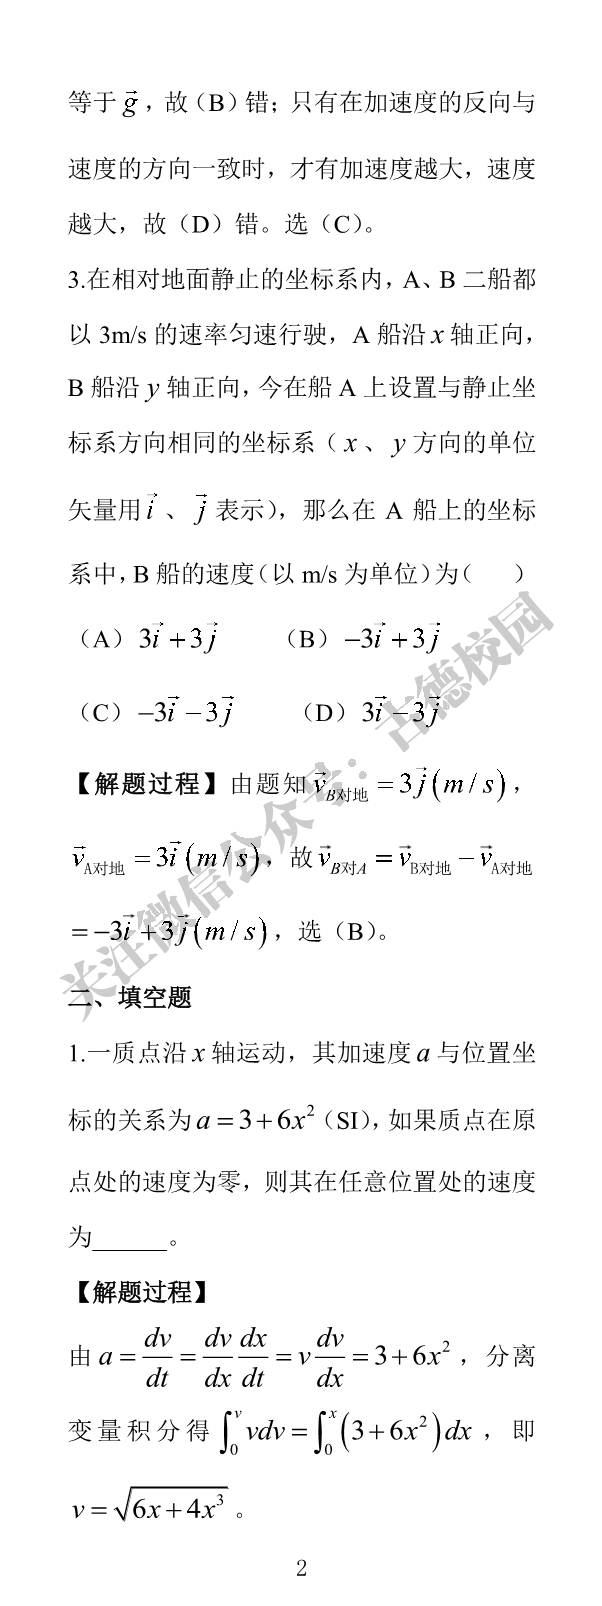 等于 $\vec{g}$，故（B）错；只有在加速度的反向与
速度的方向一致时，才有加速度越大，速度
越大，故（D）错。选（C）。
3.在相对地面静止的坐标系内，A、B 二船都
以 3m/s 的速率匀速行驶，A 船沿 $x$ 轴正向，
B 船沿 $y$ 轴正向，今在船 A 上设置与静止坐
标系方向相同的坐标系（ $x$ 、 $y$ 方向的单位
矢量用 $\vec{i}$ 、 $\vec{j}$ 表示），那么在 A 船上的坐标
系中，B 船的速度（以 m/s 为单位）为（ ）
（A） $3\vec{i}+3\vec{j}$ （B） $-3\vec{i}+3\vec{j}$
（C） $-3\vec{i}-3\vec{j}$ （D） $3\vec{i}-3\vec{j}$
【解题过程】由题知 $\vec{v}_{B对地}=3\vec{j}(m/s)$，
$\vec{v}_{A对地}=3\vec{i}(m/s)$，故 $\vec{v}_{B对A}=\vec{v}_{B对地}-\vec{v}_{A对地}$
$=-3\vec{i}+3\vec{j}(m/s)$，选（B）。
二、填空题
1.一质点沿 $x$ 轴运动，其加速度 $a$ 与位置坐
标的关系为 $a=3+6x^2$（SI），如果质点在原
点处的速度为零，则其在任意位置处的速度
为______。
【解题过程】
由 $a=\frac{dv}{dt}=\frac{dv}{dx}\frac{dx}{dt}=v\frac{dv}{dx}=3+6x^2$，分离
变量积分得 $\int_0^v vdv=\int_0^x(3+6x^2)dx$，即
$v=\sqrt{6x+4x^3}$。
2
关注微信公众号：古德校园